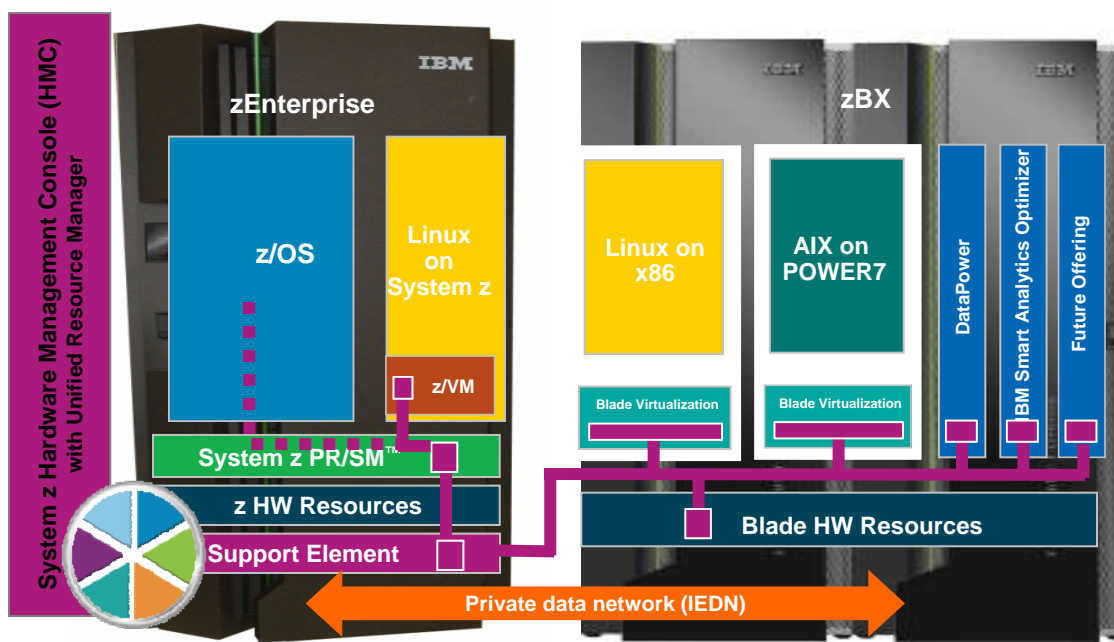 System z Hardware Management Console (HMC)
with Unified Resource Manager
IBM
zEnterprise
z/OS
Linux
on
System z
z/VM
System z PR/SM™
z HW Resources
Support Element
IBM
IBM
zBX
Linux on
x86
AIX on
POWER7
DataPower
IBM Smart Analytics Optimizer
Future Offering
Blade Virtualization
Blade Virtualization
Blade HW Resources
Private data network (IEDN)